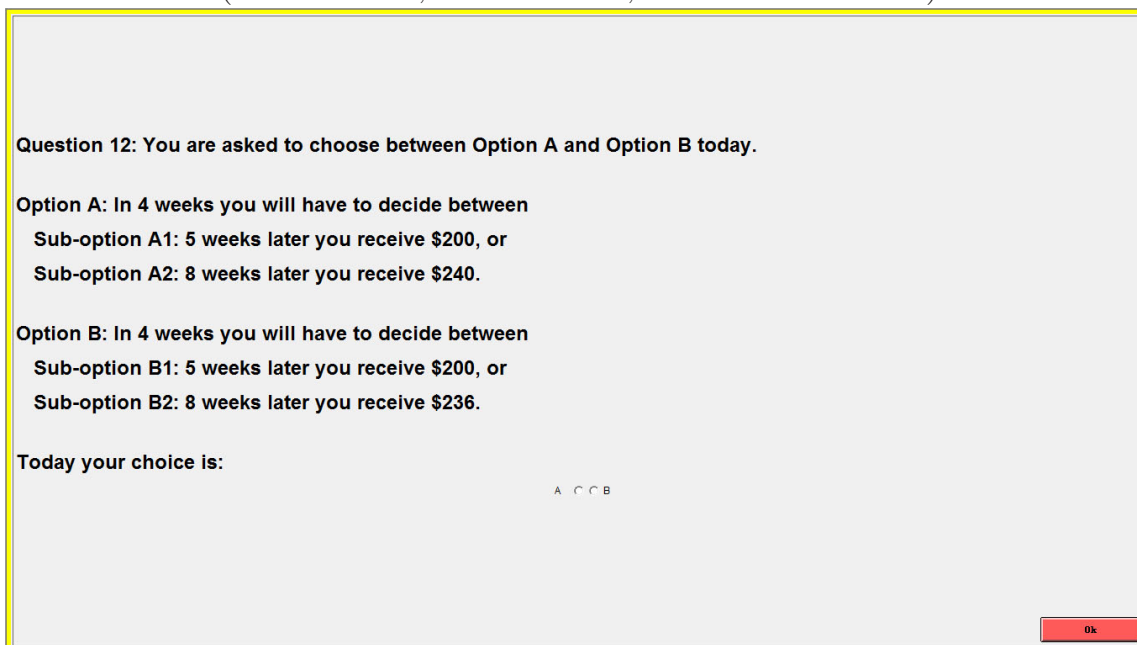 Question 12: You are asked to choose between Option A and Option B today.
Option A: In 4 weeks you will have to decide between
Sub-option A1: 5 weeks later you receive $200, or
Sub-option A2: 8 weeks later you receive $240.
Option B: In 4 weeks you will have to decide between
Sub-option B1: 5 weeks later you receive $200, or
Sub-option B2: 8 weeks later you receive $236.
Today your choice is:
A B
Ok